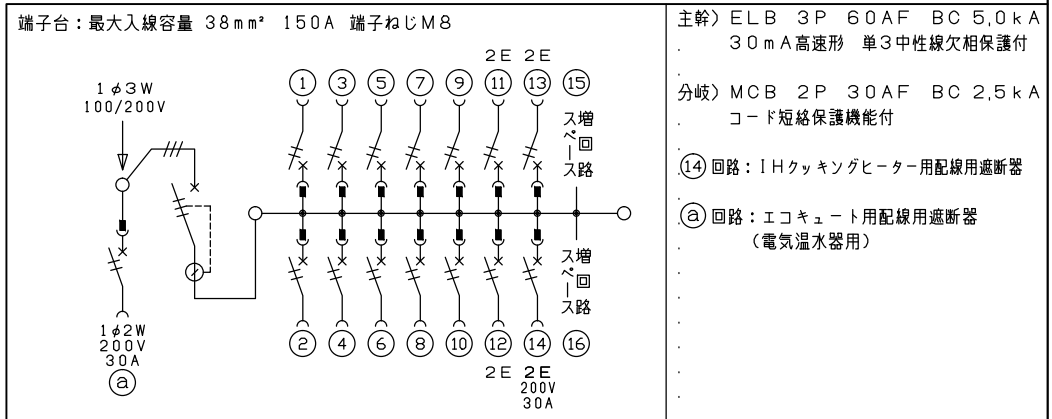 端子台：最大入線容量 38mm² 150A 端子ねじM8
2E 2E
1 3 5 7 9 11 13 15
1φ3W
100/200V
増回路
スペース
増回路
スペース
2 4 6 8 10 12 14 16
2E 2E
200V
30A
1φ2W
200V
30A
a
主幹）ELB 3P 60AF BC 5,0kA
30mA高速形 単3中性線欠相保護付
分岐）MCB 2P 30AF BC 2,5kA
コード短絡保護機能付
14 回路：IHクッキングヒーター用配線用遮断器
a 回路：エコキュート用配線用遮断器
（電気温水器用）